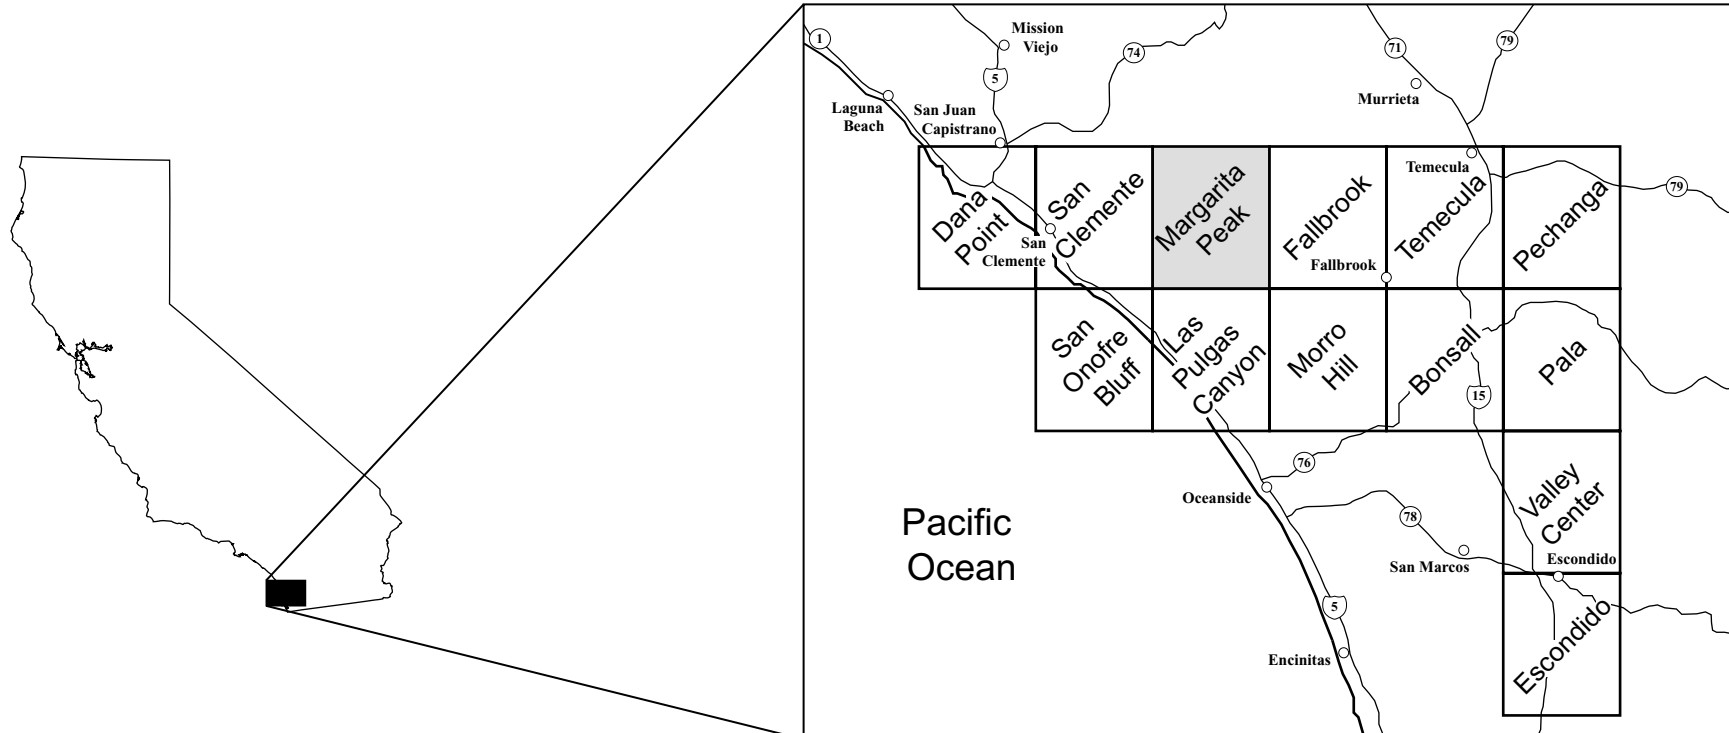 1
Mission
Viejo
5
74
71
79
Murrieta
Laguna
Beach
San Juan
Capistrano
Temecula
79
Dana
Point
San
Clemente
San
Clemente
Margarita
Peak
Fallbrook
Fallbrook
Temecula
Pechanga
San
Onofre
Bluff
Las
Pulgas
Canyon
Morro
Hill
Bonsall
15
Pala
76
Oceanside
78
San Marcos
Valley
Center
Escondido
Escondido
Pacific
Ocean
5
Encinitas